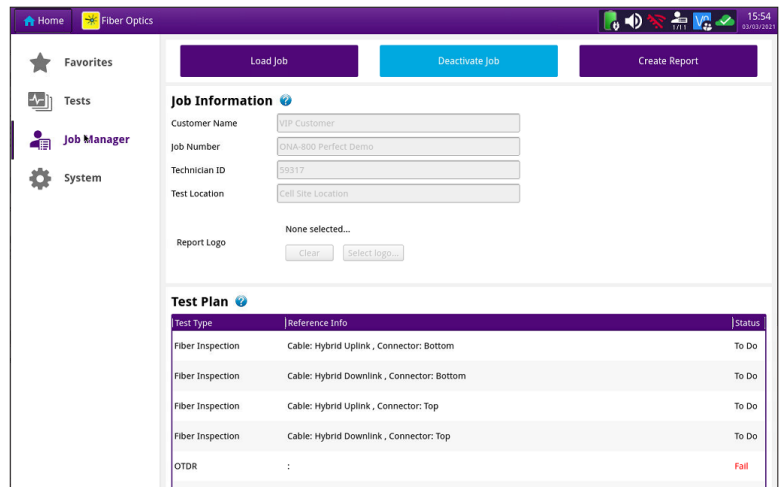 Home Fiber Optics 1/11 15:54
03/03/2021
Favorites
Tests
Job Manager
System
Load Job Deactivate Job Create Report
Job Information ?
Customer Name VIP Customer
Job Number ONA-800 Perfect Demo
Technician ID 59317
Test Location Cell Site Location
None selected...
Report Logo
Clear Select logo...
Test Plan ?
Test Type Reference Info Status
Fiber Inspection Cable: Hybrid Uplink , Connector: Bottom To Do
Fiber Inspection Cable: Hybrid Downlink , Connector: Bottom To Do
Fiber Inspection Cable: Hybrid Uplink , Connector: Top To Do
Fiber Inspection Cable: Hybrid Downlink , Connector: Top To Do
OTDR : Fail